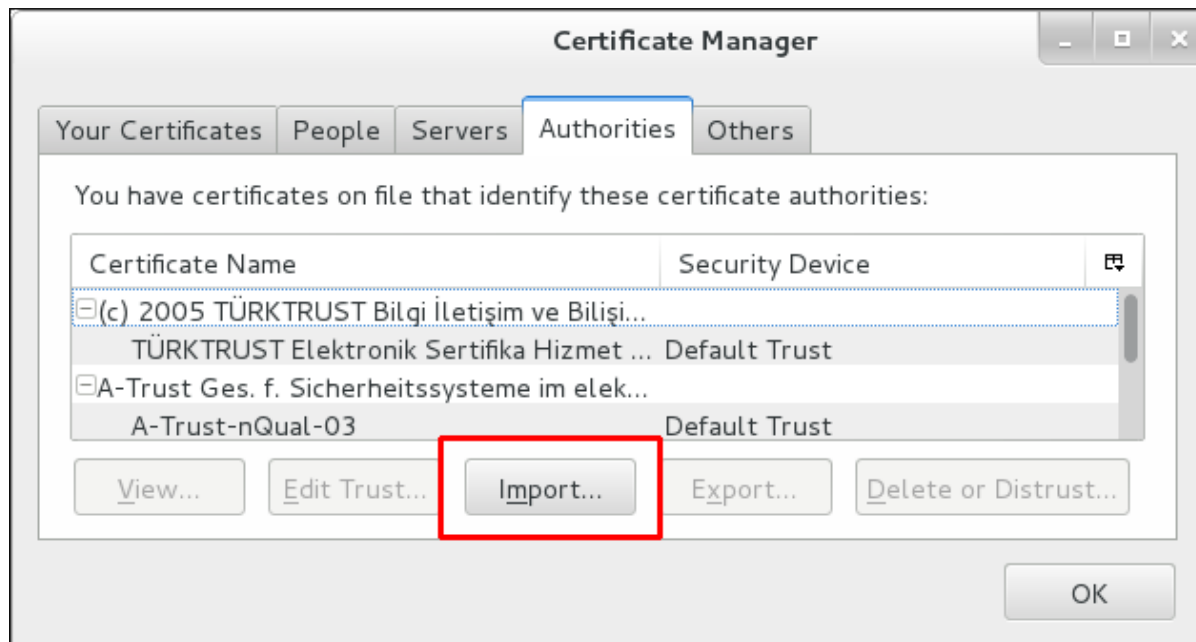 Certificate Manager
Your Certificates People Servers Authorities Others
You have certificates on file that identify these certificate authorities:
Certificate Name Security Device
(c) 2005 TÜRKTRUST Bilgi İletişim ve Bilişi...
TÜRKTRUST Elektronik Sertifika Hizmet ... Default Trust
A-Trust Ges. f. Sicherheitssysteme im elek...
A-Trust-nQual-03 Default Trust
View... Edit Trust... Import... Export... Delete or Distrust...
OK